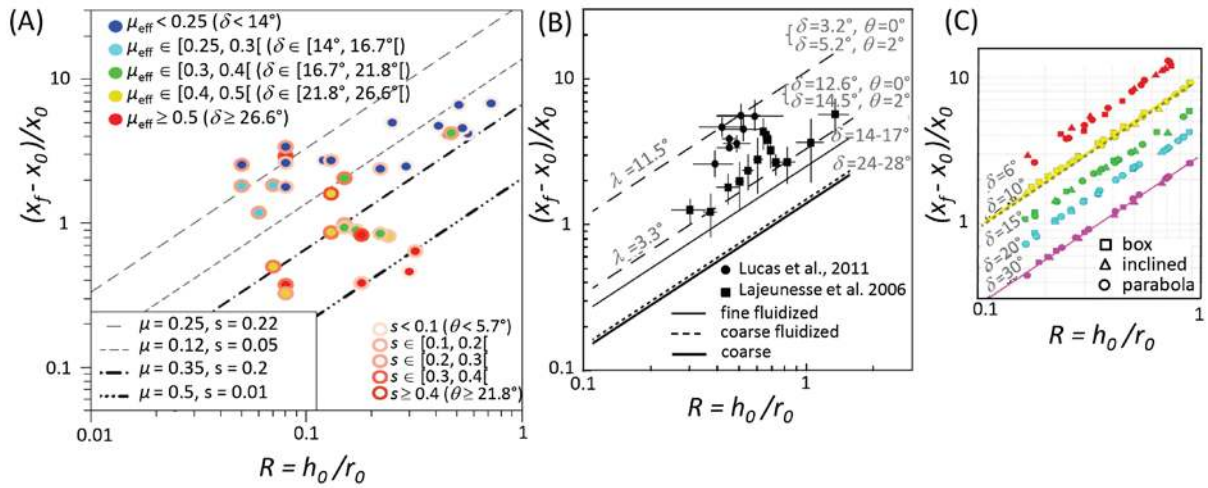 (A)
μeff < 0.25 (δ < 14°)
μeff ∈ [0.25, 0.3[ (δ ∈ [14°, 16.7°[)
μeff ∈ [0.3, 0.4[ (δ ∈ [16.7°, 21.8°[)
μeff ∈ [0.4, 0.5[ (δ ∈ [21.8°, 26.6°[)
μeff ≥ 0.5 (δ ≥ 26.6°)
10
1
0.1
(xf - x0)/x0
μ = 0.25, s = 0.22
μ = 0.12, s = 0.05
μ = 0.35, s = 0.2
μ = 0.5, s = 0.01
s < 0.1 (θ < 5.7°)
s ∈ [0.1, 0.2[
s ∈ [0.2, 0.3[
s ∈ [0.3, 0.4[
s ≥ 0.4 (θ ≥ 21.8°)
0.01
0.1
1
R = h0/r0
(B)
δ=3.2°, θ=0°
δ=5.2°, θ=2°
δ=12.6°, θ=0°
δ=14.5°, θ=2°
δ=14-17°
δ=24-28°
λ=11.5°
λ=3.3°
10
1
0.1
(xf - x0)/x0
Lucas et al., 2011
Lajeunesse et al. 2006
fine fluidized
coarse fluidized
coarse
0.1
1
R = h0/r0
(C)
10
1
(xf - x0)/x0
δ=6°
δ=10°
δ=15°
δ=20°
δ=30°
box
inclined
parabola
0.1
1
R = h0/r0